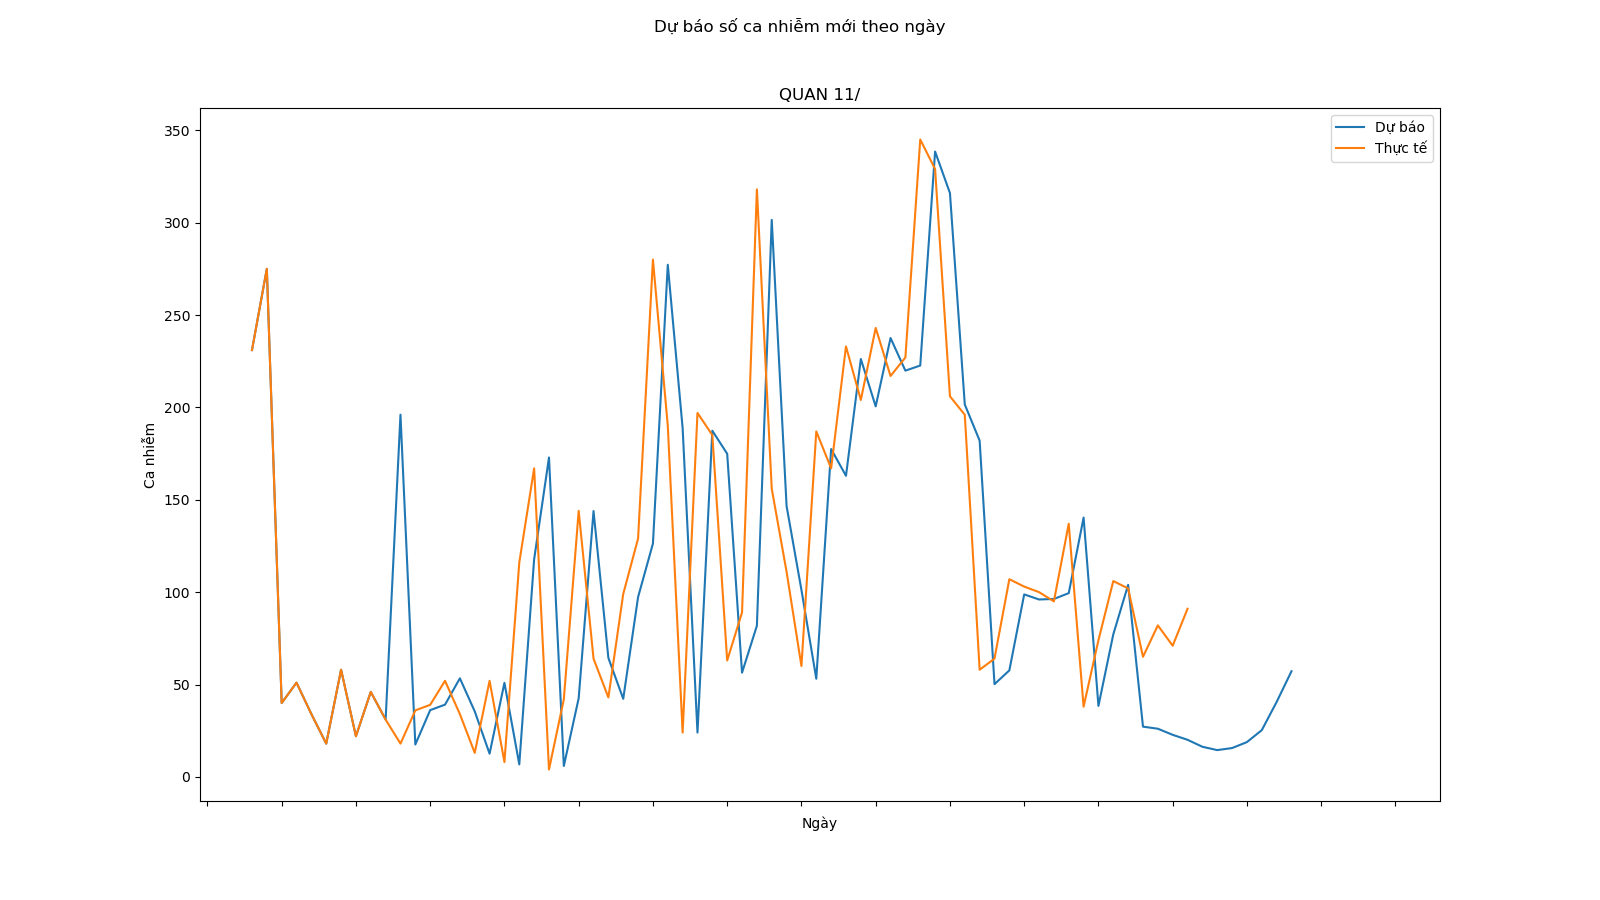 Dự báo số ca nhiễm mới theo ngày
QUAN 11/
Dự báo
Thực tế
350
300
250
200
150
100
50
0
Ca nhiễm
Ngày